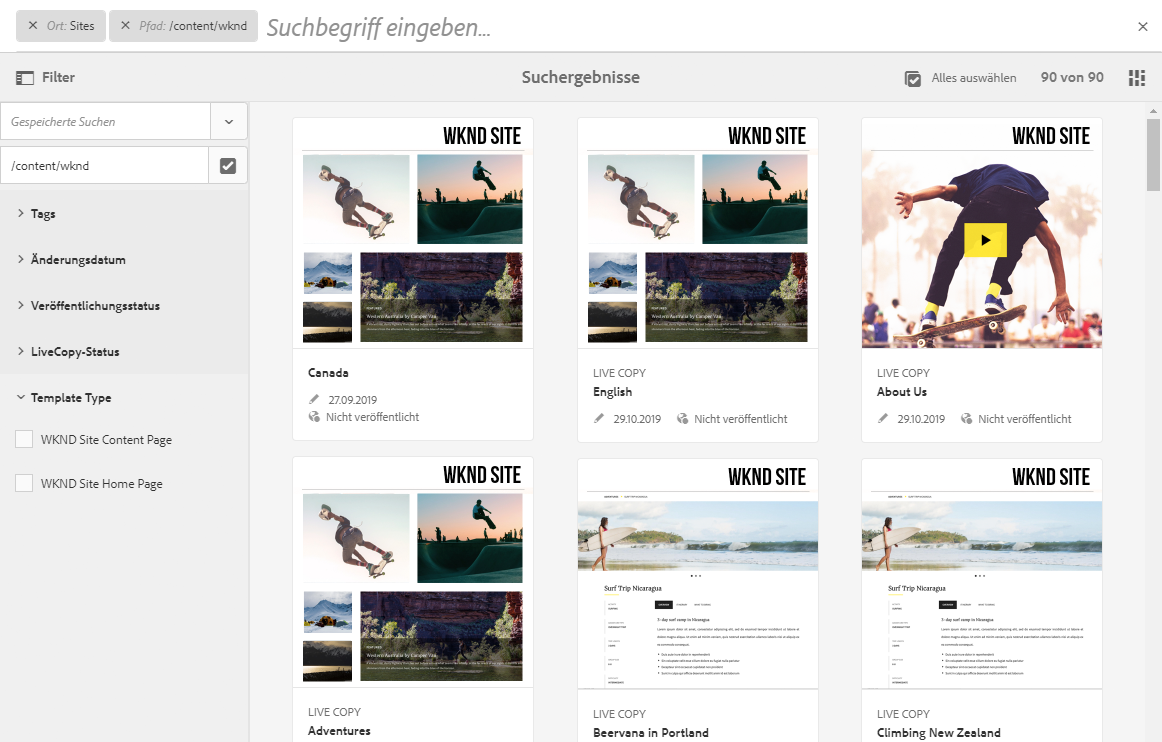 Ort: Sites
Pfad: /content/wknd
Suchbegriff eingeben...
Filter
Suchergebnisse
Alles auswählen
90 von 90
Gespeicherte Suchen
/content/wknd
Tags
Änderungsdatum
Veröffentlichungsstatus
LiveCopy-Status
Template Type
WKND Site Content Page
WKND Site Home Page
WKND SITE
Western Australia by Camper Van
Canada
27.09.2019
Nicht veröffentlicht
WKND SITE
Western Australia by Camper Van
LIVE COPY
English
29.10.2019
Nicht veröffentlicht
WKND SITE
LIVE COPY
About Us
29.10.2019
Nicht veröffentlicht
WKND SITE
Western Australia by Camper Van
LIVE COPY
Adventures
WKND SITE
Surf Trip Nicaragua
5-day surf camp in Nicaragua
LIVE COPY
Beervana in Portland
WKND SITE
Surf Trip Nicaragua
5-day surf camp in Nicaragua
LIVE COPY
Climbing New Zealand